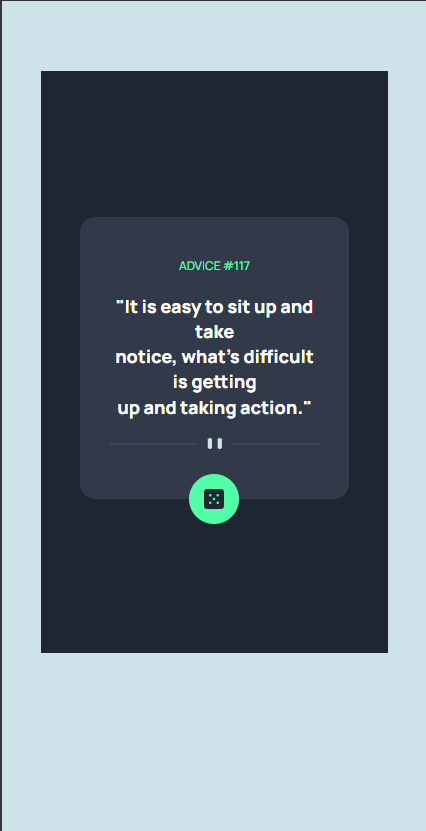 ADVICE #117
"It is easy to sit up and
take
notice, what's difficult
is getting
up and taking action."